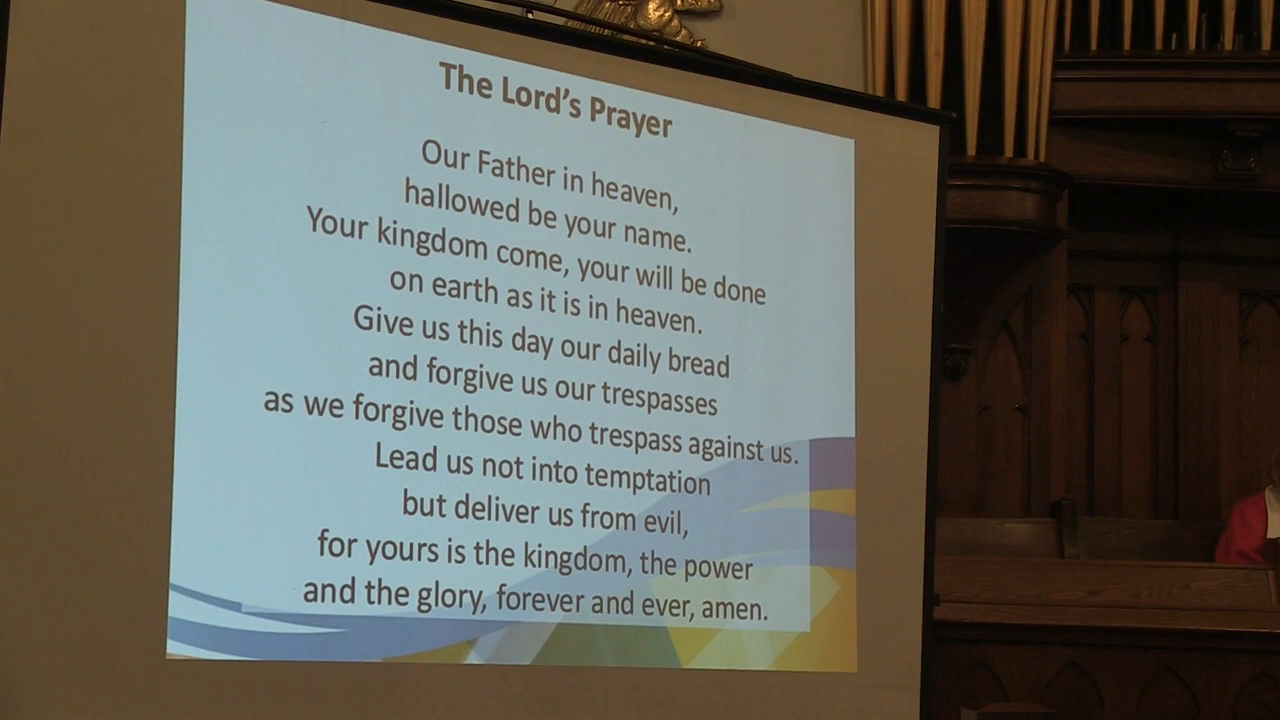 The Lord's Prayer
Our Father in heaven,
hallowed be your name.
Your kingdom come, your will be done
on earth as it is in heaven.
Give us this day our daily bread
and forgive us our trespasses
as we forgive those who trespass against us.
Lead us not into temptation
but deliver us from evil,
for yours is the kingdom, the power
and the glory, forever and ever, amen.